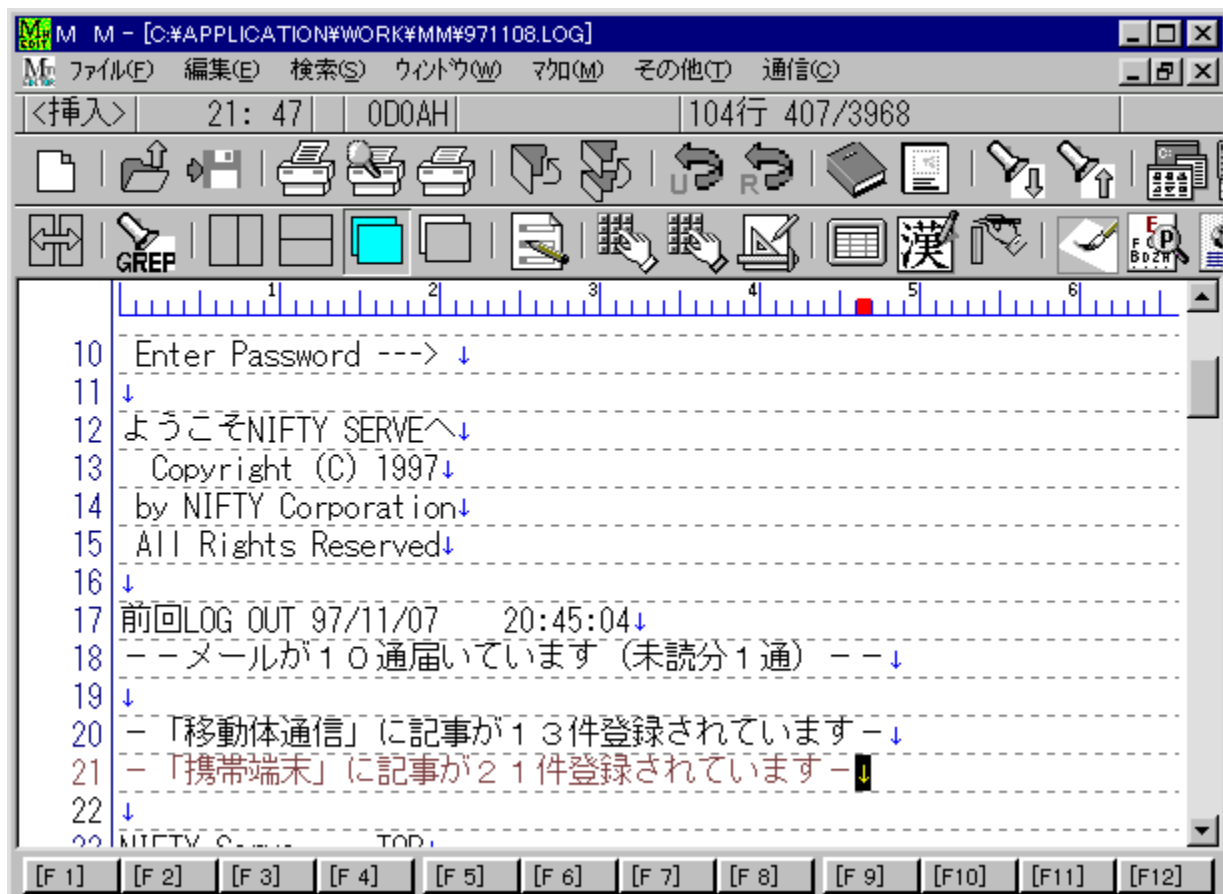 M M - [C:¥APPLICATION¥WORK¥MM¥971108.LOG]
ファイル(F) 編集(E) 検索(S) ウィンドウ(W) マクロ(M) その他(T) 通信(C)
<挿入> 21: 47 0D0AH 104行 407/3968
U R
GREP 漢
1 2 3 4 5 6
10 Enter Password ---> ↓
11 ↓
12 ようこそNIFTY SERVEへ↓
13 Copyright (C) 1997↓
14 by NIFTY Corporation↓
15 All Rights Reserved↓
16 ↓
17 前回LOG OUT 97/11/07 20:45:04↓
18 －－メールが１０通届いています（未読分１通）－－↓
19 ↓
20 －「移動体通信」に記事が１３件登録されています－↓
21 －「携帯端末」に記事が２１件登録されています－↓
22 ↓
[F 1] [F 2] [F 3] [F 4] [F 5] [F 6] [F 7] [F 8] [F 9] [F10] [F11] [F12]